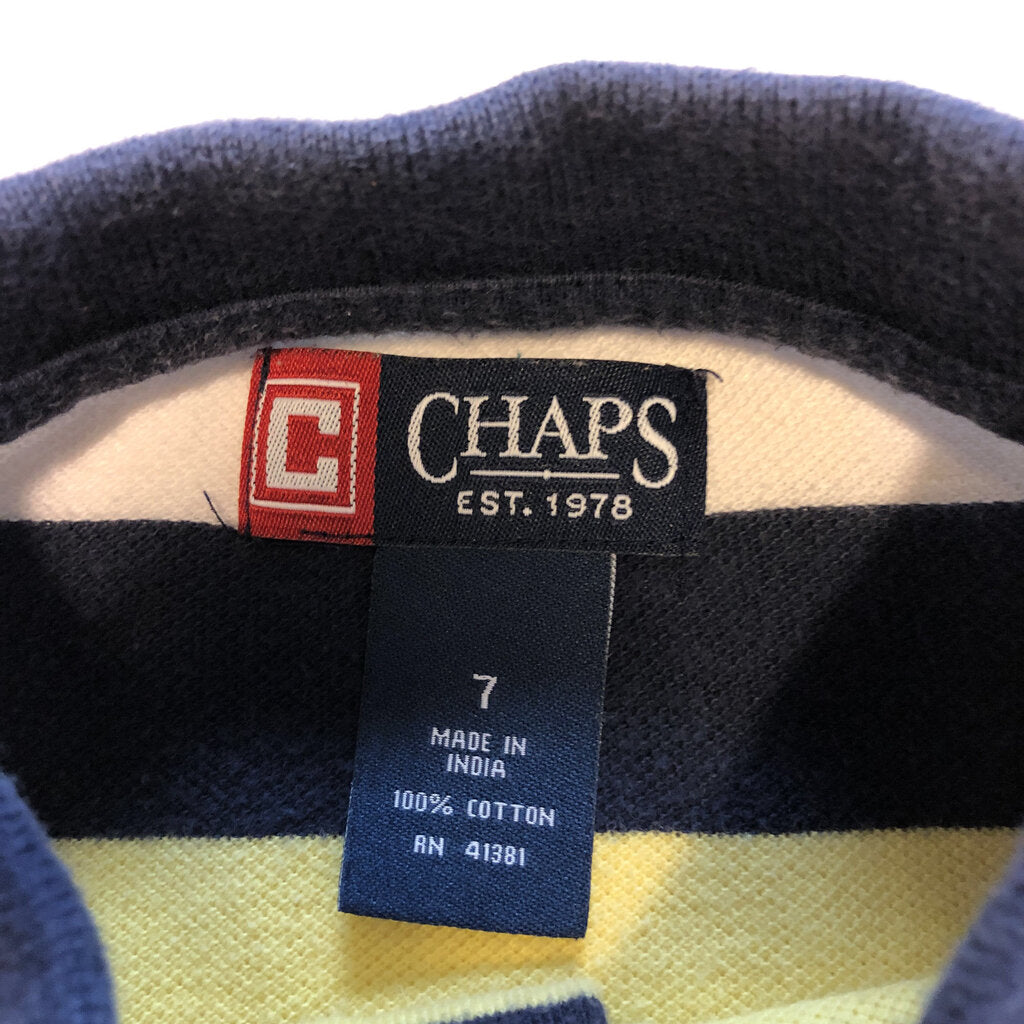 C
CHAPS
EST. 1978
7
MADE IN
INDIA
100% COTTON
RN 41381